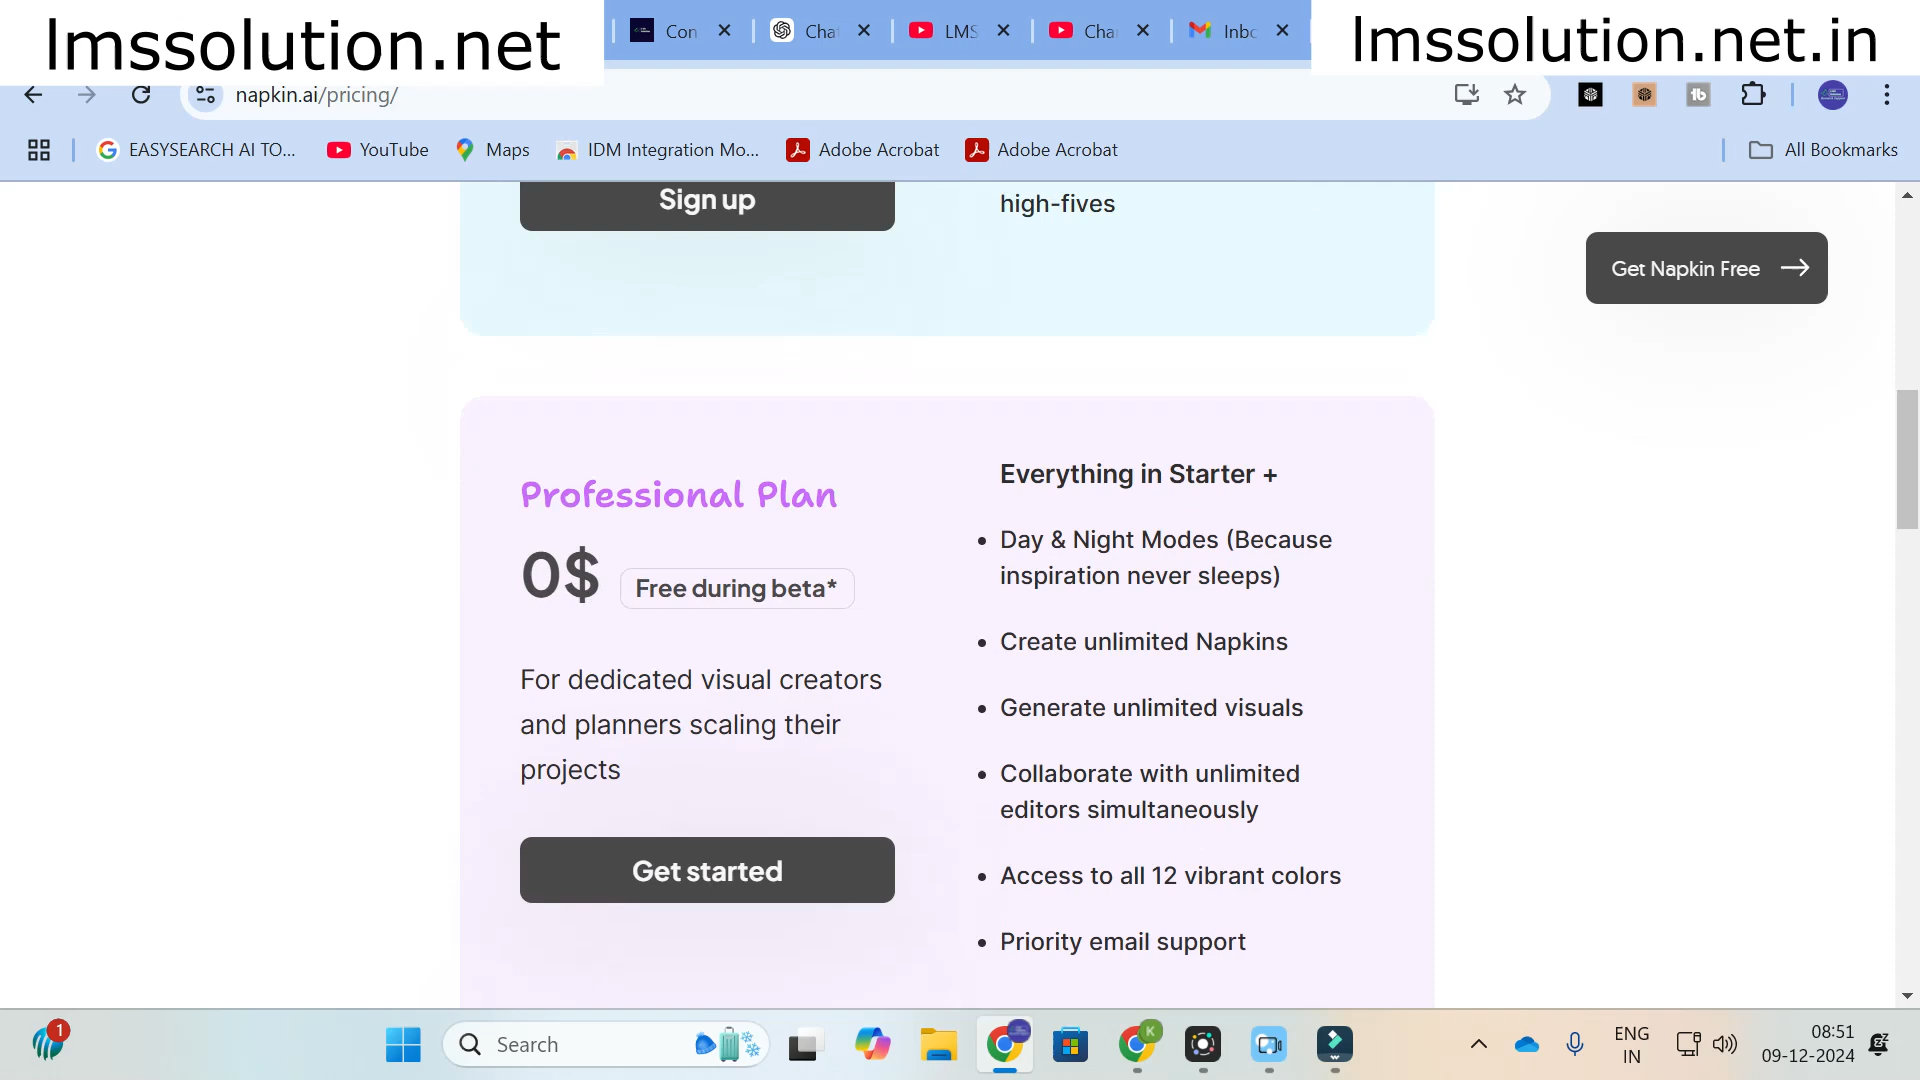 lmssolution.net
Con
Cha
LMS
Cha
Inbc
lmssolution.net.in
napkin.ai/pricing/
EASYSEARCH AI TO...
YouTube
Maps
IDM Integration Mo...
Adobe Acrobat
Adobe Acrobat
All Bookmarks
Sign up
high-fives
Get Napkin Free
Professional Plan
0$ Free during beta*
For dedicated visual creators
and planners scaling their
projects
Get started
Everything in Starter +
• Day & Night Modes (Because
inspiration never sleeps)
• Create unlimited Napkins
• Generate unlimited visuals
• Collaborate with unlimited
editors simultaneously
• Access to all 12 vibrant colors
• Priority email support
1
Search
K
ENG
IN
08:51
09-12-2024